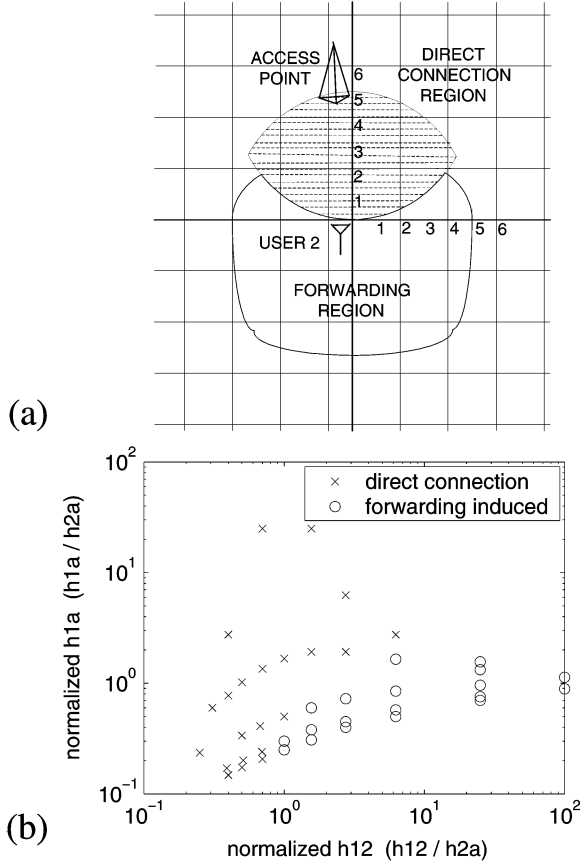 ACCESS
POINT
DIRECT
CONNECTION
REGION
6
5
4
3
2
1
1 2 3 4 5 6
USER 2
FORWARDING
REGION
(a)
10^2
10^1
10^0
10^-1
normalized h1a (h1a / h2a)
× direct connection
○ forwarding induced
10^-1 10^0 10^1 10^2
normalized h12 (h12 / h2a)
(b)